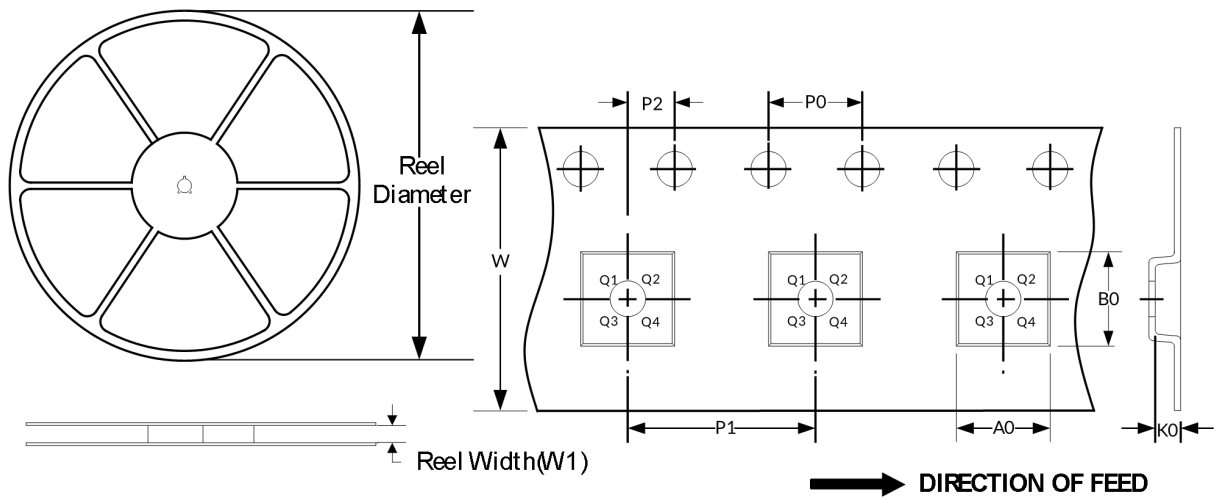 Reel
Diameter
Reel Width(W1)
P2
P0
W
Q1 Q2
Q3 Q4
Q1 Q2
Q3 Q4
Q1 Q2
Q3 Q4
B0
P1
A0
K0
DIRECTION OF FEED